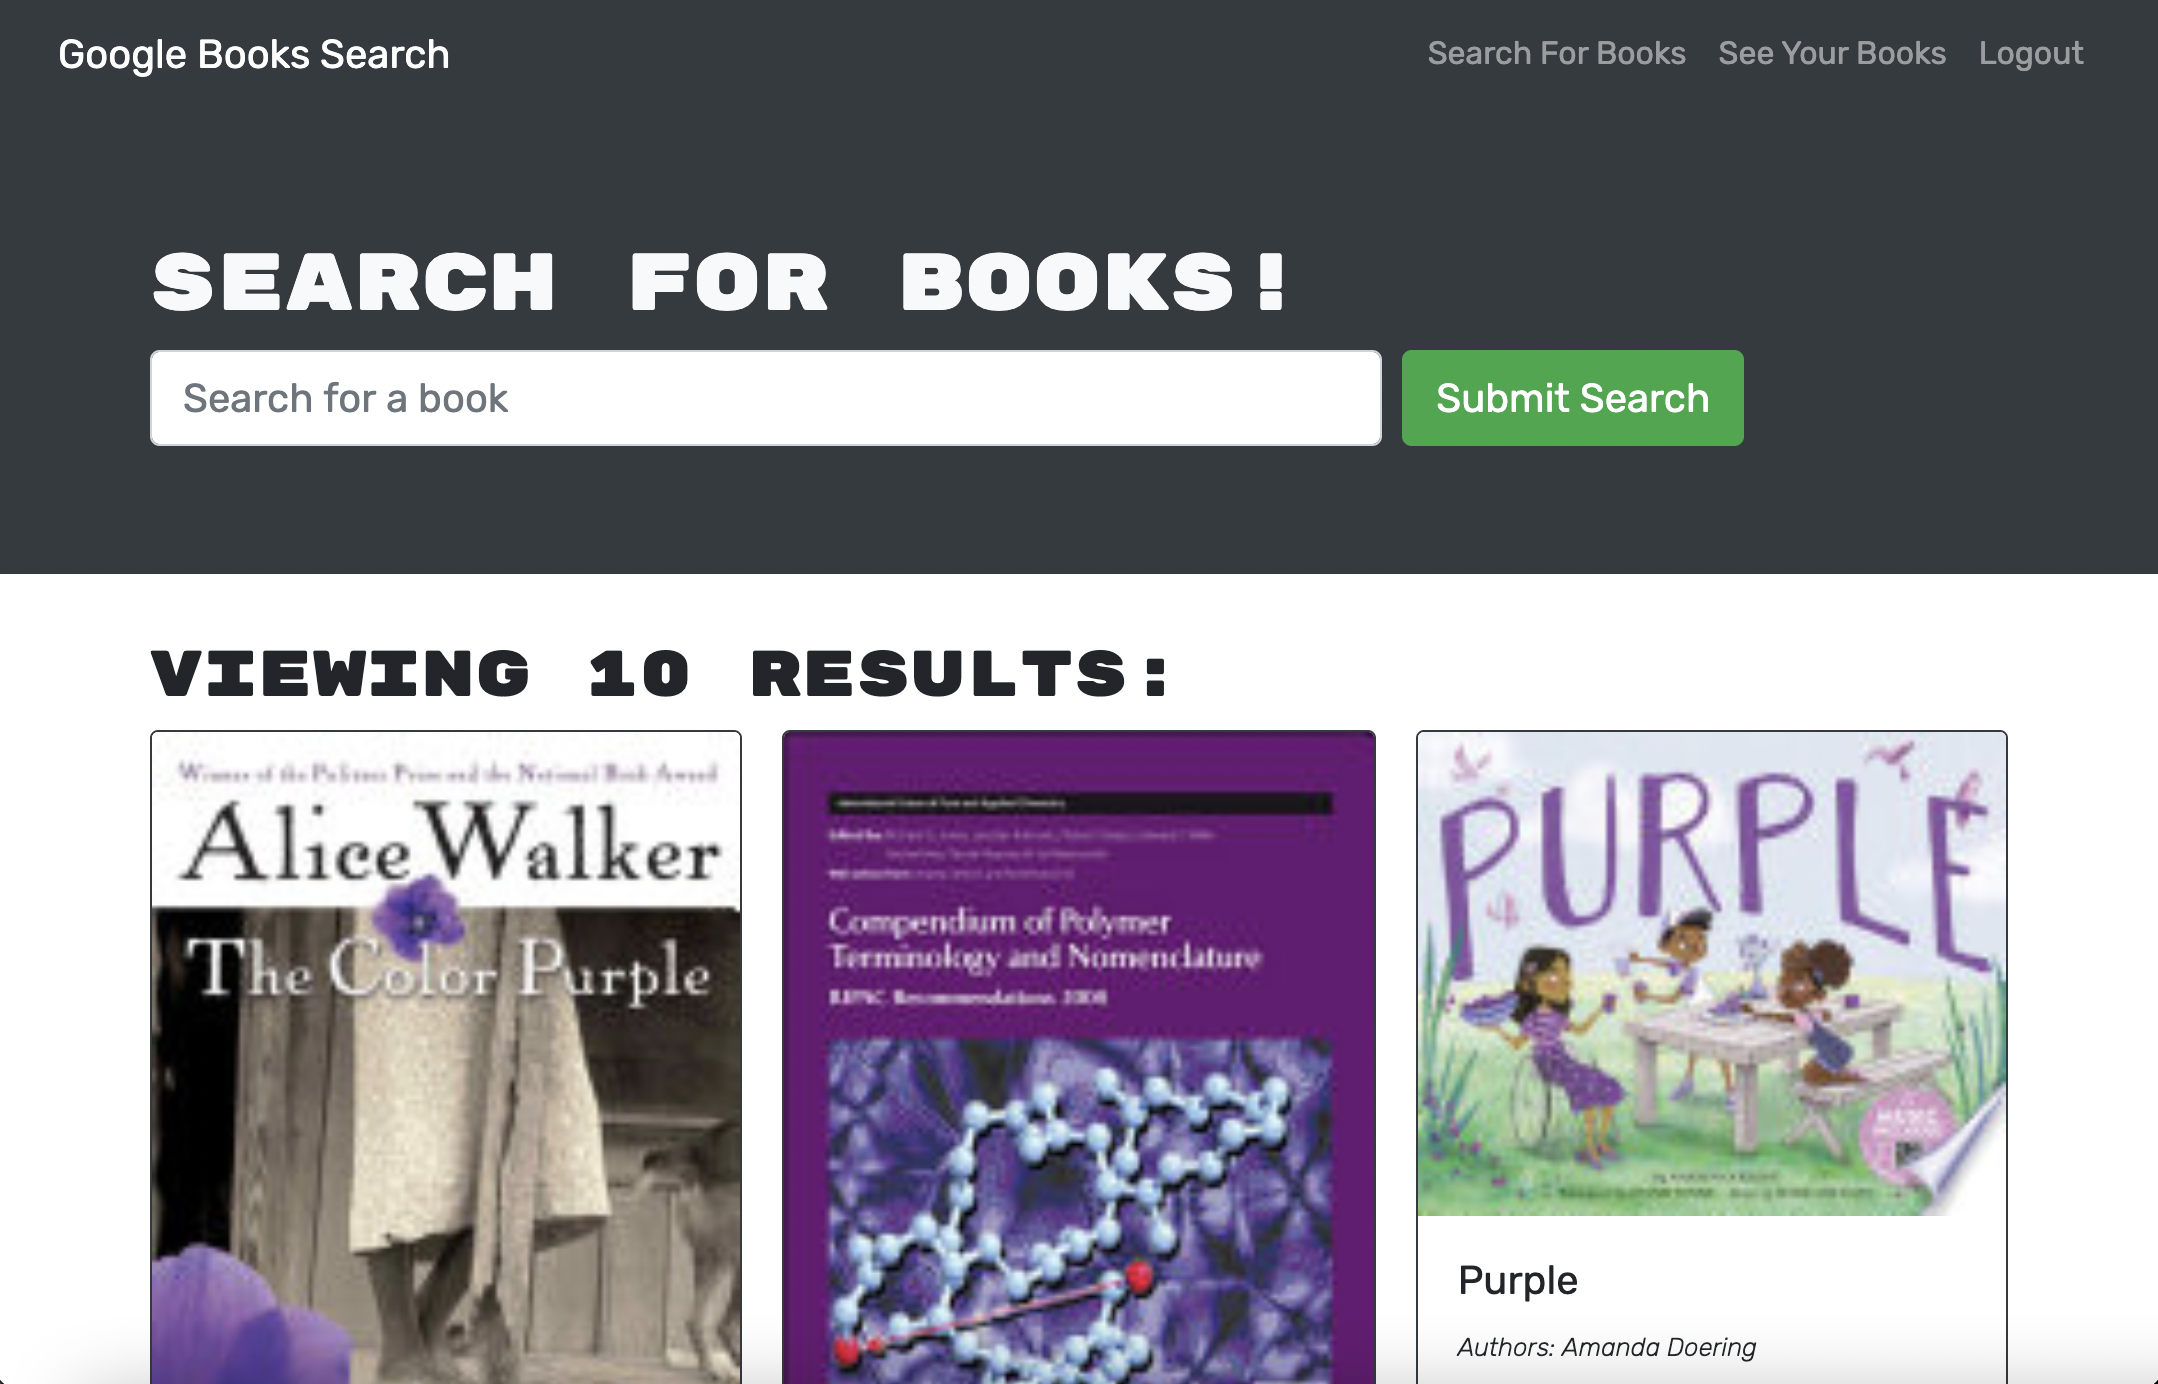 Google Books Search
Search For Books See Your Books Logout
SEARCH FOR BOOKS!
Search for a book
Submit Search
VIEWING 10 RESULTS:
Winner of the Pulitzer Prize and the National Book Award
Alice Walker
The Color Purple
Compendium of Polymer
Terminology and Nomenclature
IUPAC Recommendations 2008
PURPLE
Purple
Authors: Amanda Doering